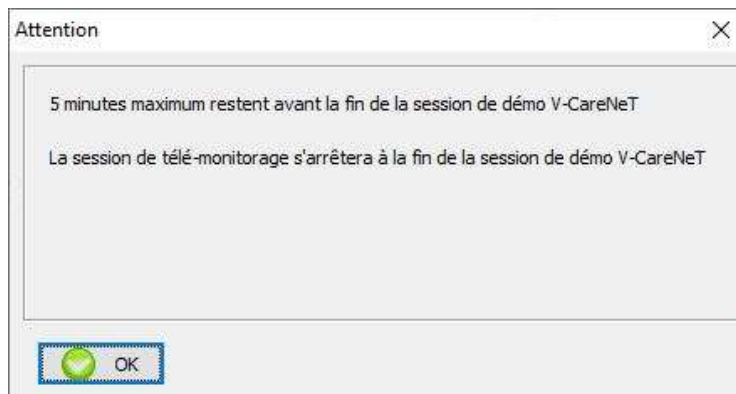 Attention
5 minutes maximum restent avant la fin de la session de démo V-CareNeT
La session de télé-monitorage s'arrêtera à la fin de la session de démo V-CareNeT
OK